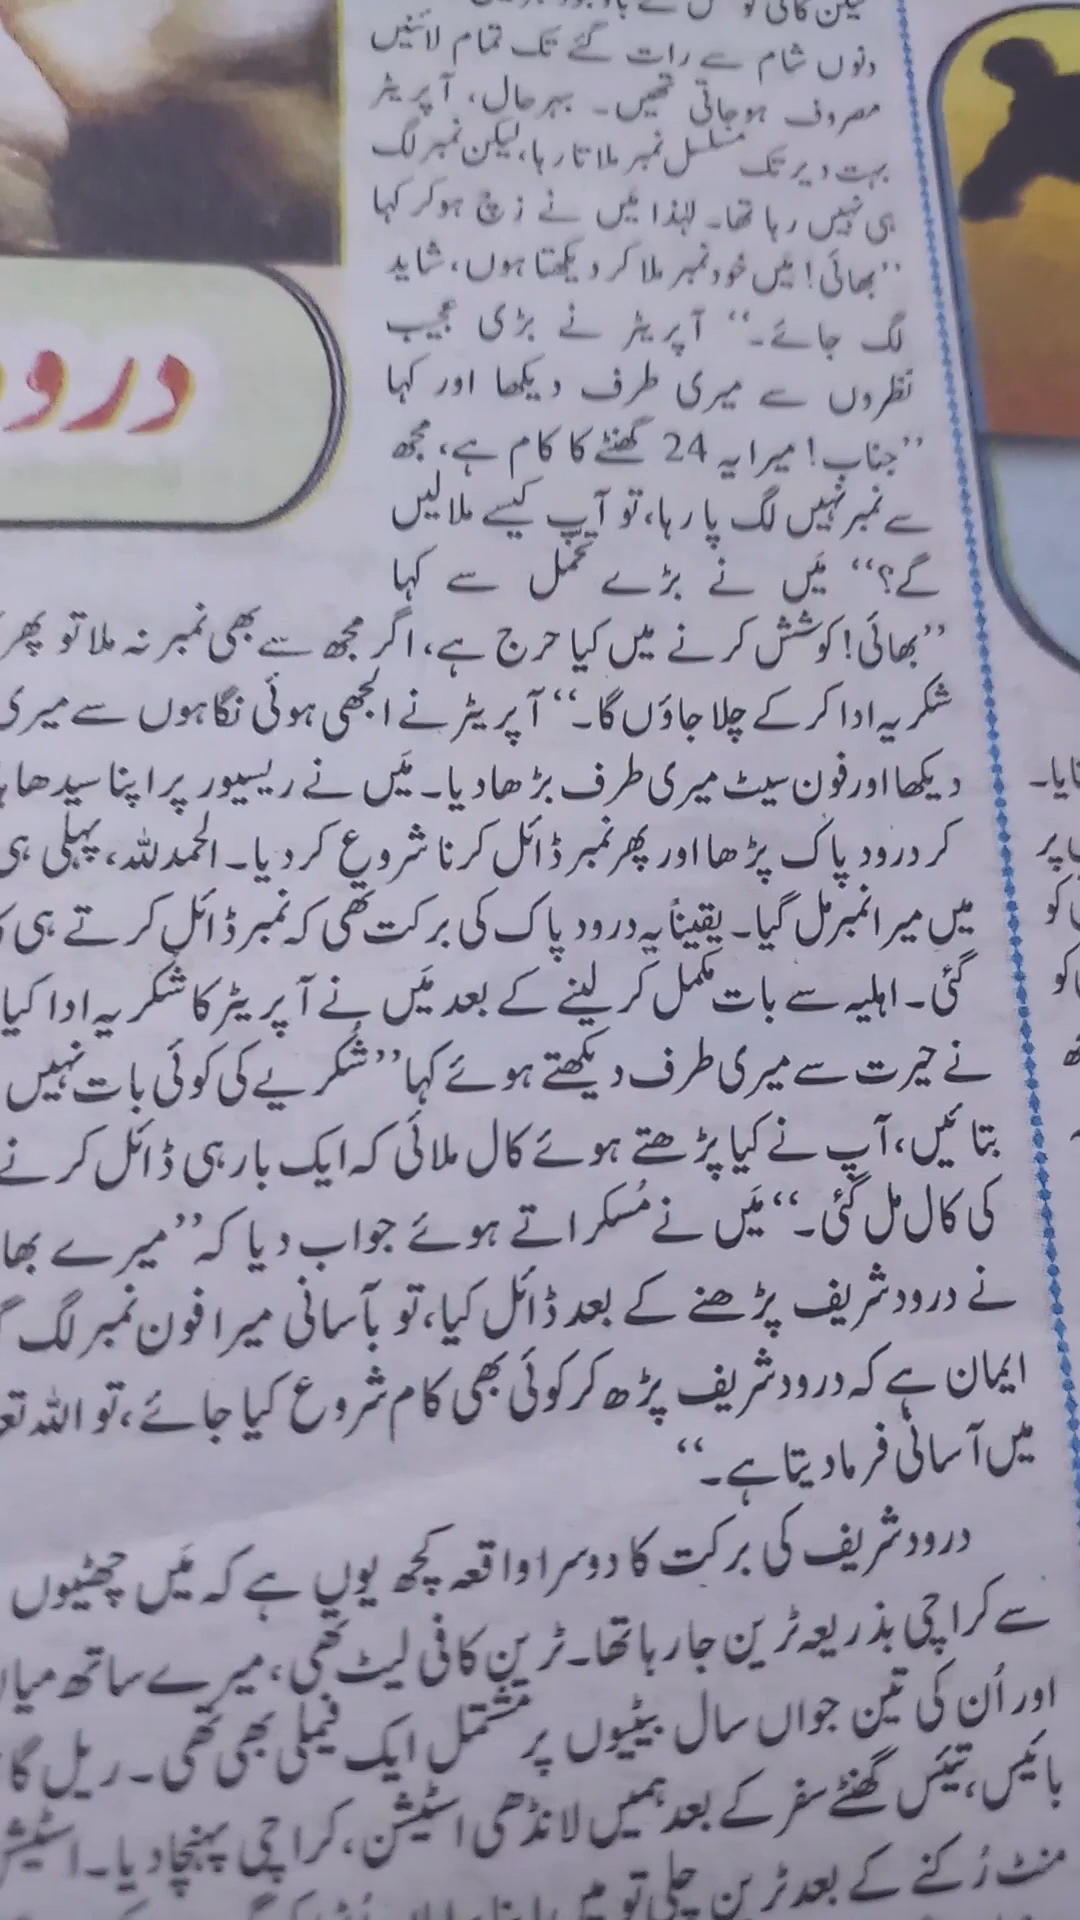 دنوں شام سے رات گئے تک تمام لائنیں
مصروف ہوجاتی تھیں۔ بہرحال، آپریٹر
بہت دیر تک مسلسل نمبر ملاتا رہا، لیکن نمبر لگ
ہی نہیں رہا تھا۔ لہٰذا مَیں نے زچ ہوکر کہا
’’بھائی! مَیں خود نمبر ملا کر دیکھتا ہوں، شاید
لگ جائے۔‘‘ آپریٹر نے بڑی عجیب
نظروں سے میری طرف دیکھا اور کہا
’’جناب! میرا یہ 24 گھنٹے کا کام ہے، مجھ
سے نمبر نہیں لگ پا رہا، تو آپ کیسے ملالیں
گے؟‘‘ مَیں نے بڑے تحمّل سے کہا
درود
’’بھائی! کوشش کرنے میں کیا حرج ہے، اگر مجھ سے بھی نمبر نہ ملا تو پھر
شکریہ ادا کرکے چلا جاؤں گا۔‘‘ آپریٹر نے الجھی ہوئی نگاہوں سے میری
دیکھا اور فون سیٹ میری طرف بڑھا دیا۔ مَیں نے ریسیور پر اپنا سیدھا
کر درود پاک پڑھا اور پھر نمبر ڈائل کرنا شروع کردیا۔ الحمدللہ، پہلی ہی
میں میرا نمبر مل گیا۔ یقیناً یہ درود پاک کی برکت تھی کہ نمبر ڈائل کرتے ہی
گئی۔ اہلیہ سے بات مکمل کرلینے کے بعد مَیں نے آپریٹر کا شکریہ ادا کیا
نے حیرت سے میری طرف دیکھتے ہوئے کہا ’’شُکریے کی کوئی بات نہیں
بتائیں، آپ نے کیا پڑھتے ہوئے کال ملائی کہ ایک بار ہی ڈائل کرنے
کی کال مل گئی۔‘‘ مَیں نے مُسکراتے ہوئے جواب دیا کہ ’’میرے
نے درود شریف پڑھنے کے بعد ڈائل کیا، تو بآسانی میرا فون نمبر لگ
ایمان ہے کہ درود شریف پڑھ کر کوئی بھی کام شروع کیا جائے، تو اللہ
میں آسانی فرما دیتا ہے۔‘‘
درود شریف کی برکت کا دوسرا واقعہ کچھ یوں ہے کہ مَیں چھٹیوں
سے کراچی بذریعہ ٹرین جا رہا تھا۔ ٹرین کافی لیٹ تھی، میرے ساتھ
اور اُن کی تین جواں سال بیٹیوں پر مشتمل ایک فیملی بھی تھی۔ ریل
بائیس، تیئس گھنٹے سفر کے بعد ہمیں لانڈھی اسٹیشن، کراچی پہنچا دیا۔
منٹ رُکنے کے بعد ٹرین چلی تو میں